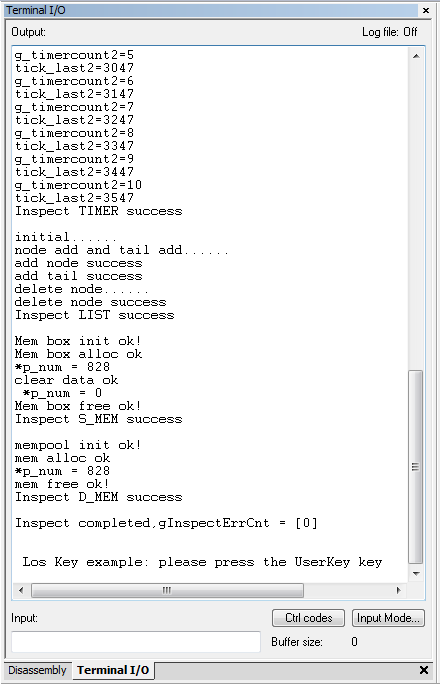 Terminal I/O
Output:
Log file: Off
g_timercount2=5
tick_last2=3047
g_timercount2=6
tick_last2=3147
g_timercount2=7
tick_last2=3247
g_timercount2=8
tick_last2=3347
g_timercount2=9
tick_last2=3447
g_timercount2=10
tick_last2=3547
Inspect TIMER success
initial......
node add and tail add......
add node success
add tail success
delete node......
delete node success
Inspect LIST success
Mem box init ok!
Mem box alloc ok
*p_num = 828
clear data ok
*p_num = 0
Mem box free ok!
Inspect S_MEM success
mempool init ok!
mem alloc ok
*p_num = 828
mem free ok!
Inspect D_MEM success
Inspect completed,gInspectErrCnt = [0]
Los Key example: please press the UserKey key
Input:
Ctrl codes
Input Mode...
Buffer size: 0
Disassembly
Terminal I/O